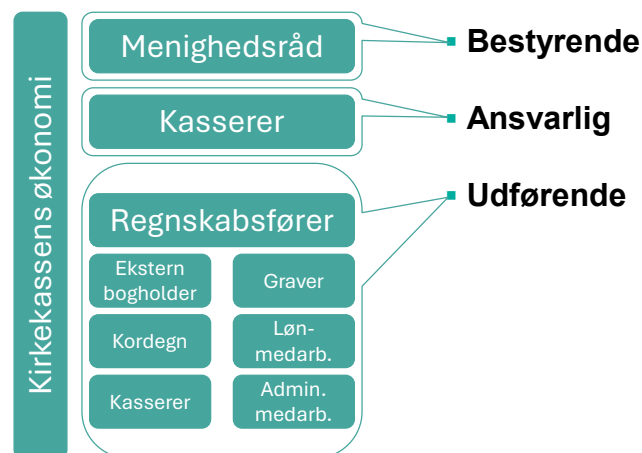 Kirkekassens økonomi
Menighedsråd
Bestyrende
Kasserer
Ansvarlig
Udførende
Regnskabsfører
Ekstern
bogholder
Graver
Kordegn
Løn-
medarb.
Kasserer
Admin.
medarb.